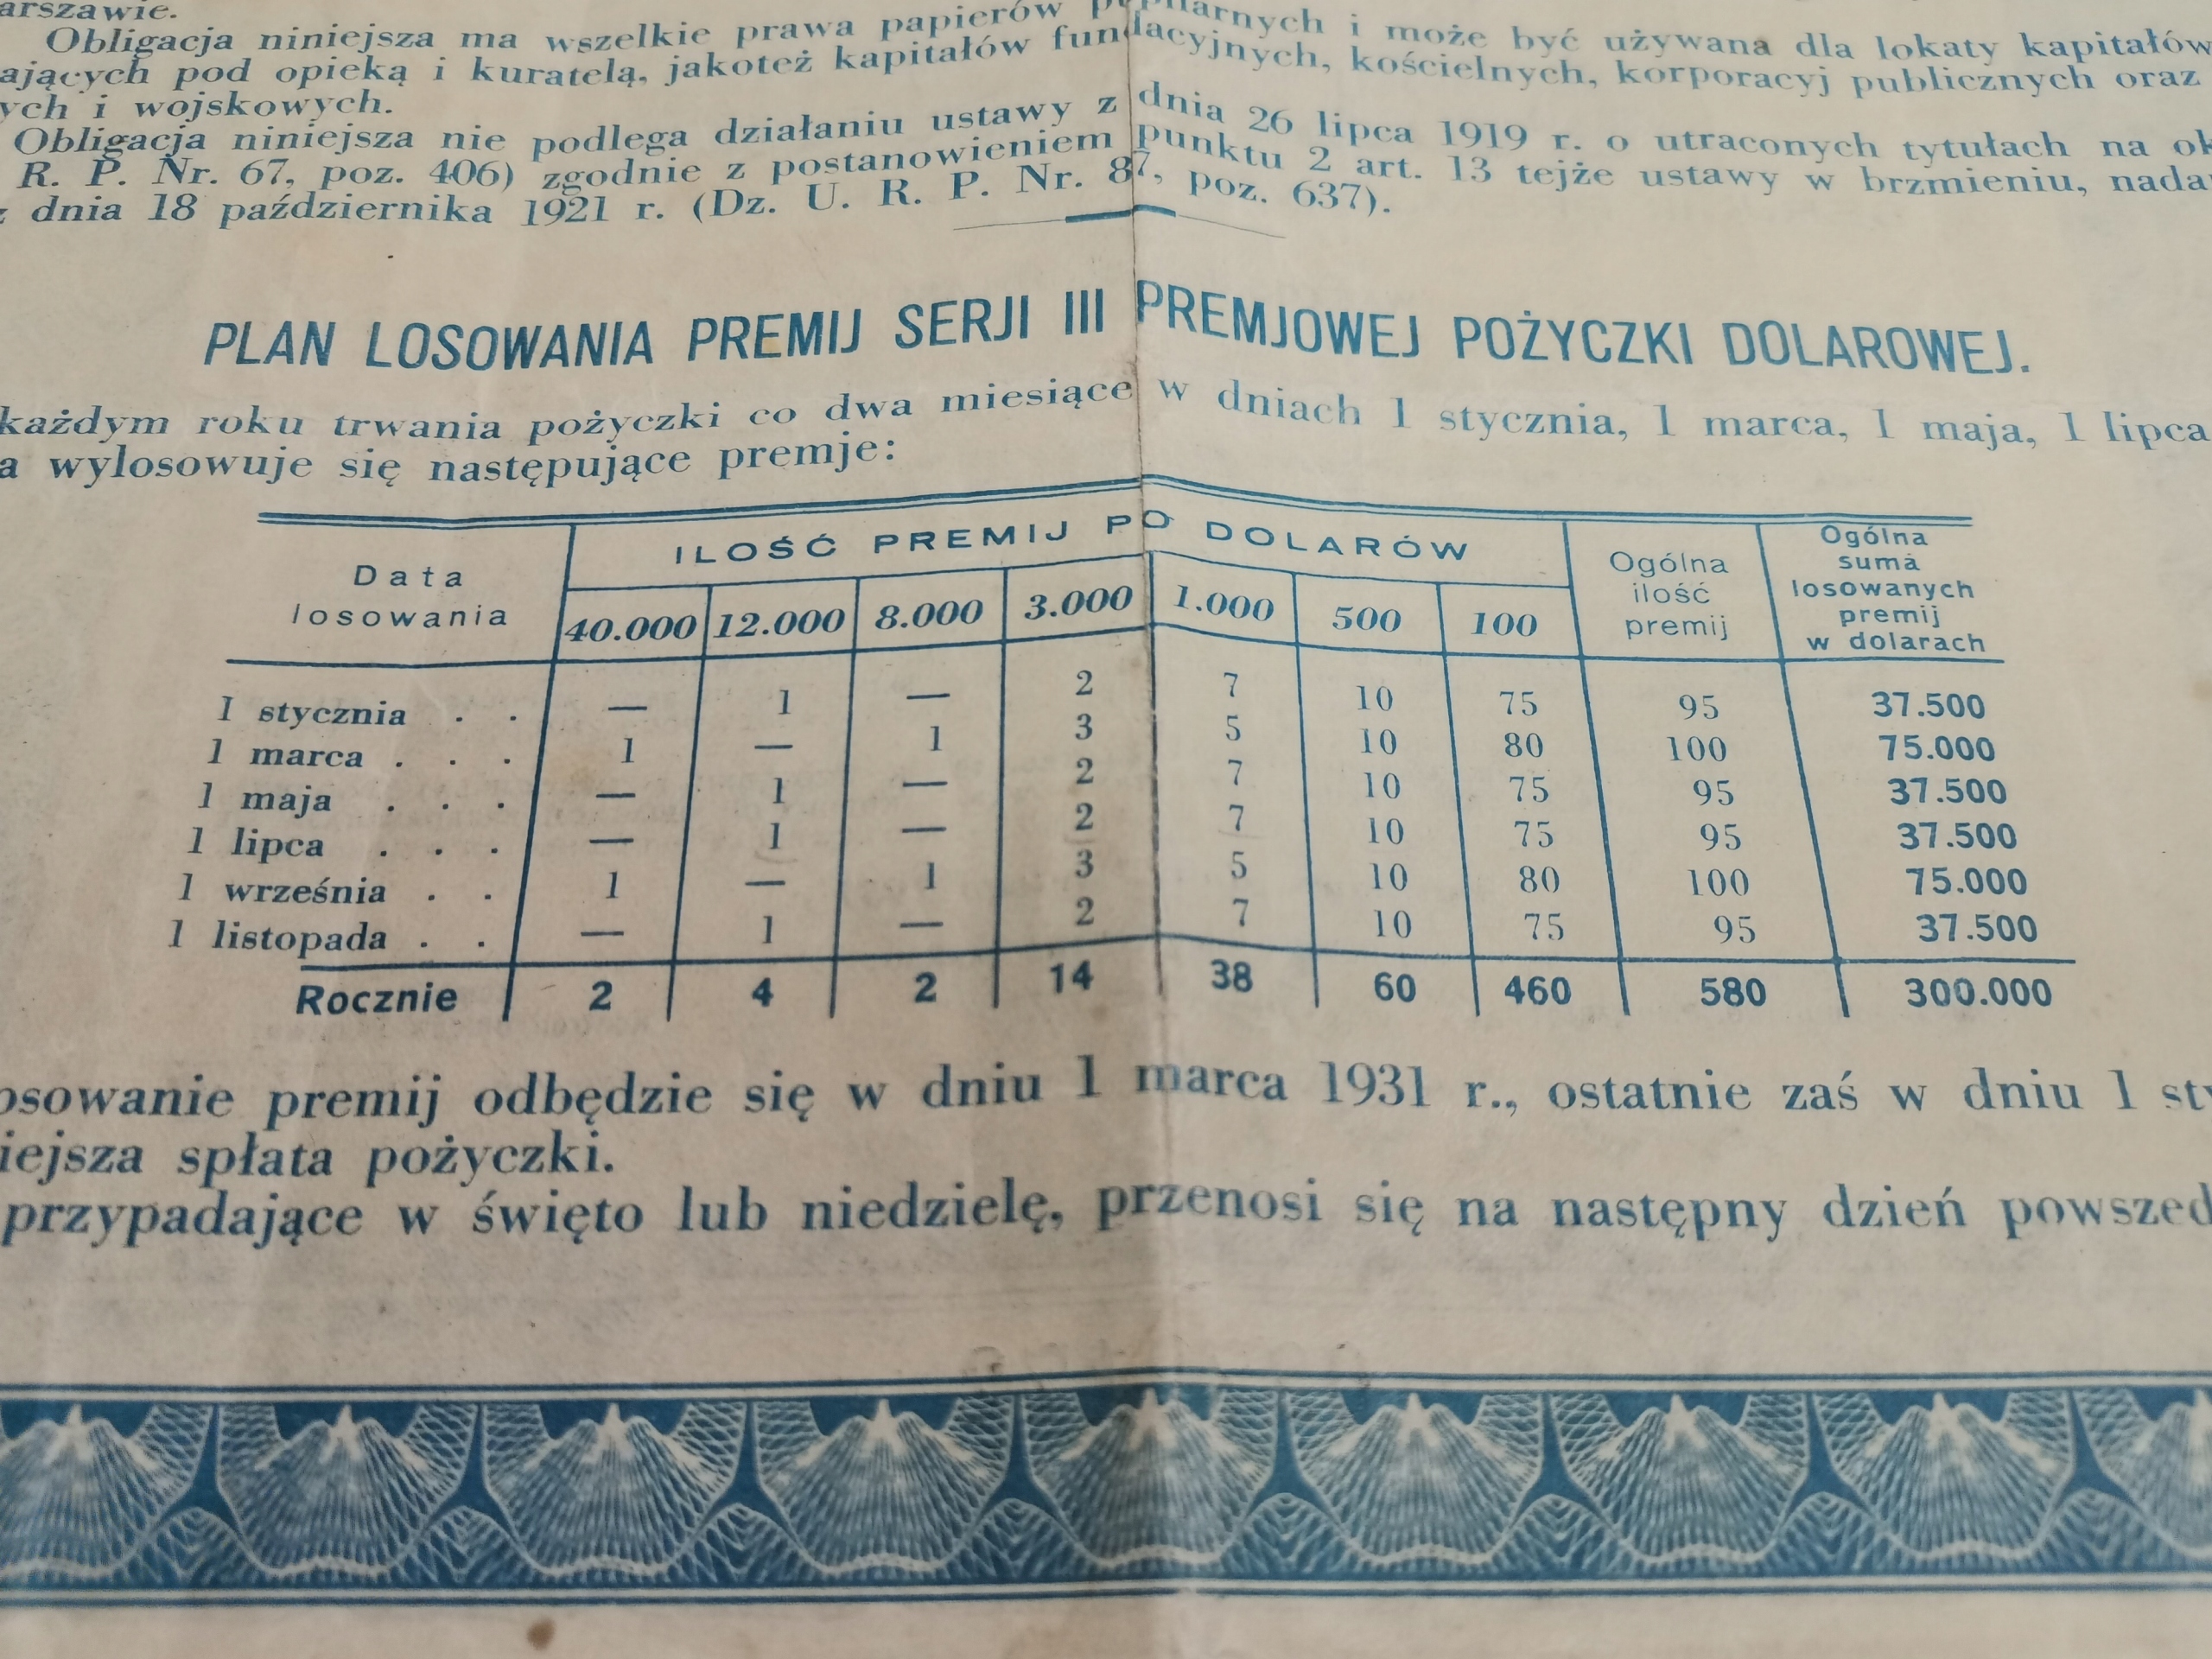 arszawie.
Obligacja niniejsza ma wszelkie prawa papierów pupilarnych i może być używana dla lokaty kapitałów
ających pod opieką i kuratelą, jakoteż kapitałów fundacyjnych, kościelnych, korporacyj publicznych oraz
ych i wojskowych.
Obligacja niniejsza nie podlega działaniu ustawy z dnia 26 lipca 1919 r. o utraconych tytułach na ok
R. P. Nr. 67, poz. 406) zgodnie z postanowieniem punktu 2 art. 13 tejże ustawy w brzmieniu, nada
z dnia 18 października 1921 r. (Dz. U. R. P. Nr. 87, poz. 637).
PLAN LOSOWANIA PREMIJ SERJI III PREMJOWEJ POŻYCZKI DOLAROWEJ.
każdym roku trwania pożyczki co dwa miesiące w dniach 1 stycznia, 1 marca, 1 maja, 1 lipca
a wylosowuje się następujące premje:
Data losowania
ILOŚĆ PREMIJ PO DOLARÓW
Ogólna ilość premij
Ogólna suma losowanych premij w dolarach
40.000 12.000 8.000 3.000 1.000 500 100
1 stycznia . . — 1 — 2 7 10 75 95 37.500
1 marca . . . 1 — 1 3 5 10 80 100 75.000
1 maja . . . — 1 — 2 7 10 75 95 37.500
1 lipca . . . — 1 — 2 7 10 75 95 37.500
1 września . . 1 — 1 3 5 10 80 100 75.000
1 listopada . . — 1 — 2 7 10 75 95 37.500
Rocznie 2 4 2 14 38 60 460 580 300.000
osowanie premij odbędzie się w dniu 1 marca 1931 r., ostatnie zaś w dniu 1 sty
iejsza spłata pożyczki.
przypadające w święto lub niedzielę, przenosi się na następny dzień powszed